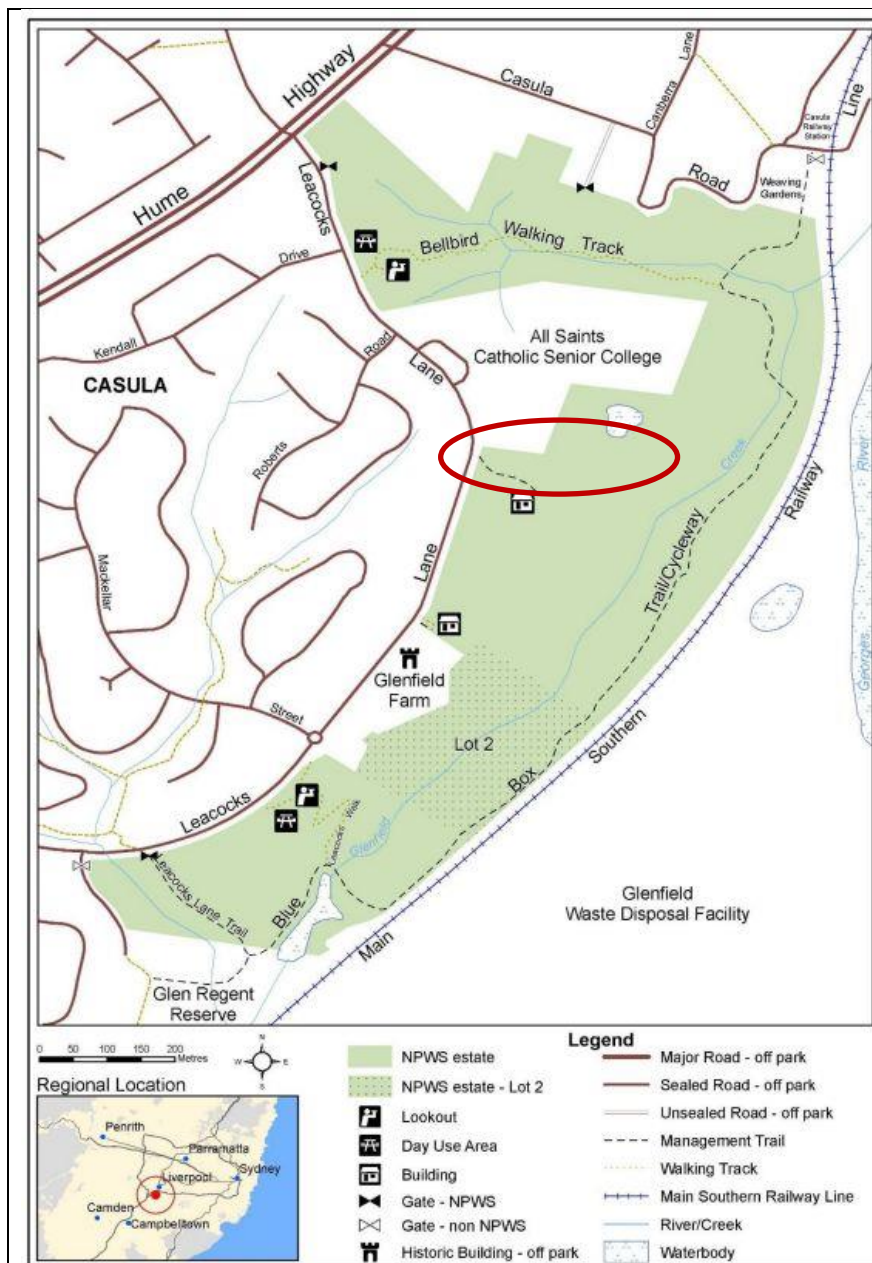 Highway
Hume
Casula
Lane
Canberra
Casula
Railway
Station
Line
Road
Weaving
Gardens
Leacocks
Drive
Bellbird Walking Track
Kendall
Road
Lane
All Saints
Catholic Senior College
CASULA
Roberts
Creek
River
Georges
Railway
Mackellar
Lane
Trail/Cycleway
Glenfield
Farm
Street
Lot 2
Southern
Box
Leacocks
Leacocks Walk
Glenfield
Leacocks Lane Trail
Blue
Main
Glenfield
Waste Disposal Facility
Glen Regent
Reserve
0 50 100 150 200
Metres
N
W E
S
Regional Location
Penrith
Parramatta
Sydney
Liverpool
Camden
Campbelltown
Legend
NPWS estate
NPWS estate - Lot 2
Lookout
Day Use Area
Building
Gate - NPWS
Gate - non NPWS
Historic Building - off park
Major Road - off park
Sealed Road - off park
Unsealed Road - off park
Management Trail
Walking Track
Main Southern Railway Line
River/Creek
Waterbody